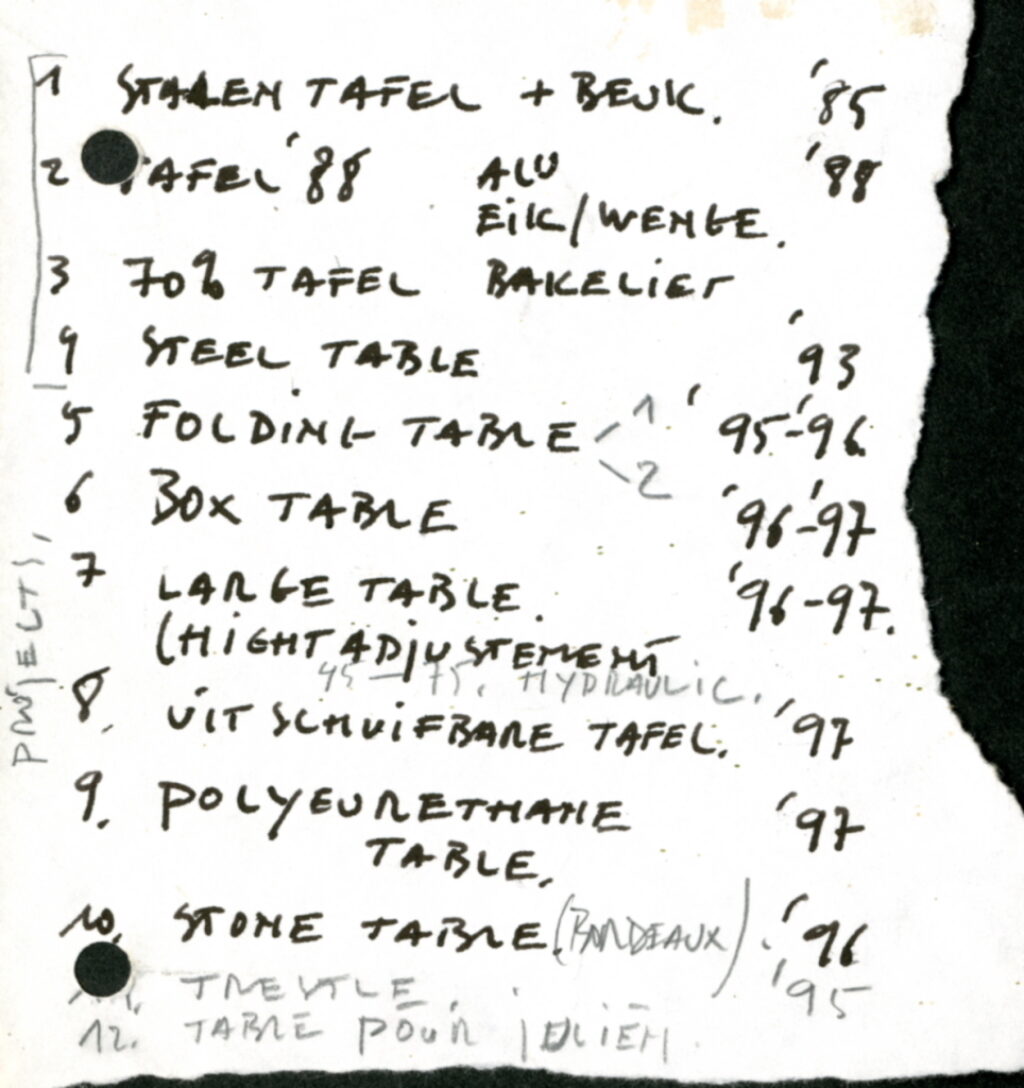 1 STALEN TAFEL + BEUK. '85
2 TAFEL '88 ALU '88
EIK/WENGE.
3 70% TAFEL BAKELIET
4 STEEL TABLE '93
5 FOLDING TABLE 1 '95-'96
2
6 BOX TABLE '96-'97
7 LARGE TABLE. '96-97.
(HIGHT ADJUSTEMENT
45-75. HYDRAULIC.
8. UITSCHUIFBARE TAFEL. '97
9. POLYEURETHANE '97
TABLE.
10. STONE TABLE. (BORDEAUX). '96
11. TRESTLE. '95
12. TABLE POUR JULIEN.
PROJECTS,